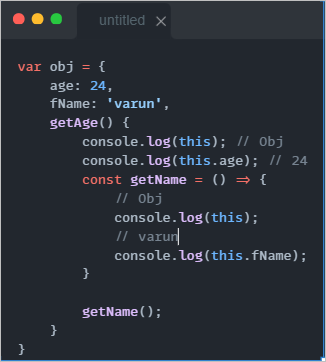 untitled
var obj = {
    age: 24,
    fName: 'varun',
    getAge() {
        console.log(this); // Obj
        console.log(this.age); // 24
        const getName = () => {
            // Obj
            console.log(this);
            // varun
            console.log(this.fName);
        }

        getName();
    }
}